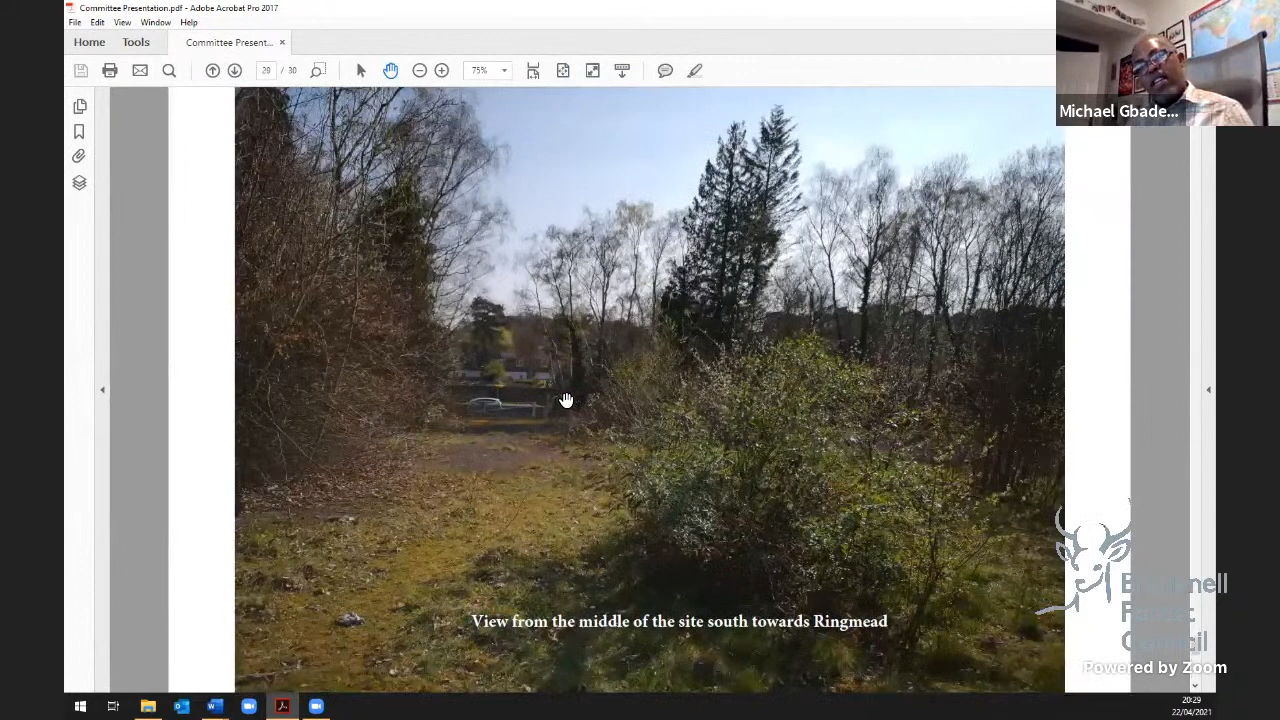 Committee Presentation.pdf - Adobe Acrobat Pro 2017
File Edit View Window Help
Home Tools Committee Present... ×
29 / 30 75%
Michael Gbade...
View from the middle of the site south towards Ringmead
Bracknell
Forest
Council
Powered by Zoom
20:29
22/04/2021